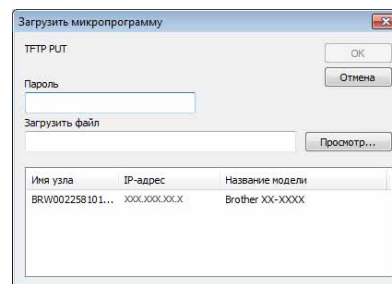 Загрузить микропрограмму
TFTP PUT
OK
Отмена
Пароль
Загрузить файл
Просмотр...
Имя узла IP-адрес Название модели
BRW002258101... XXX.XXX.XX.X Brother XX-XXXX